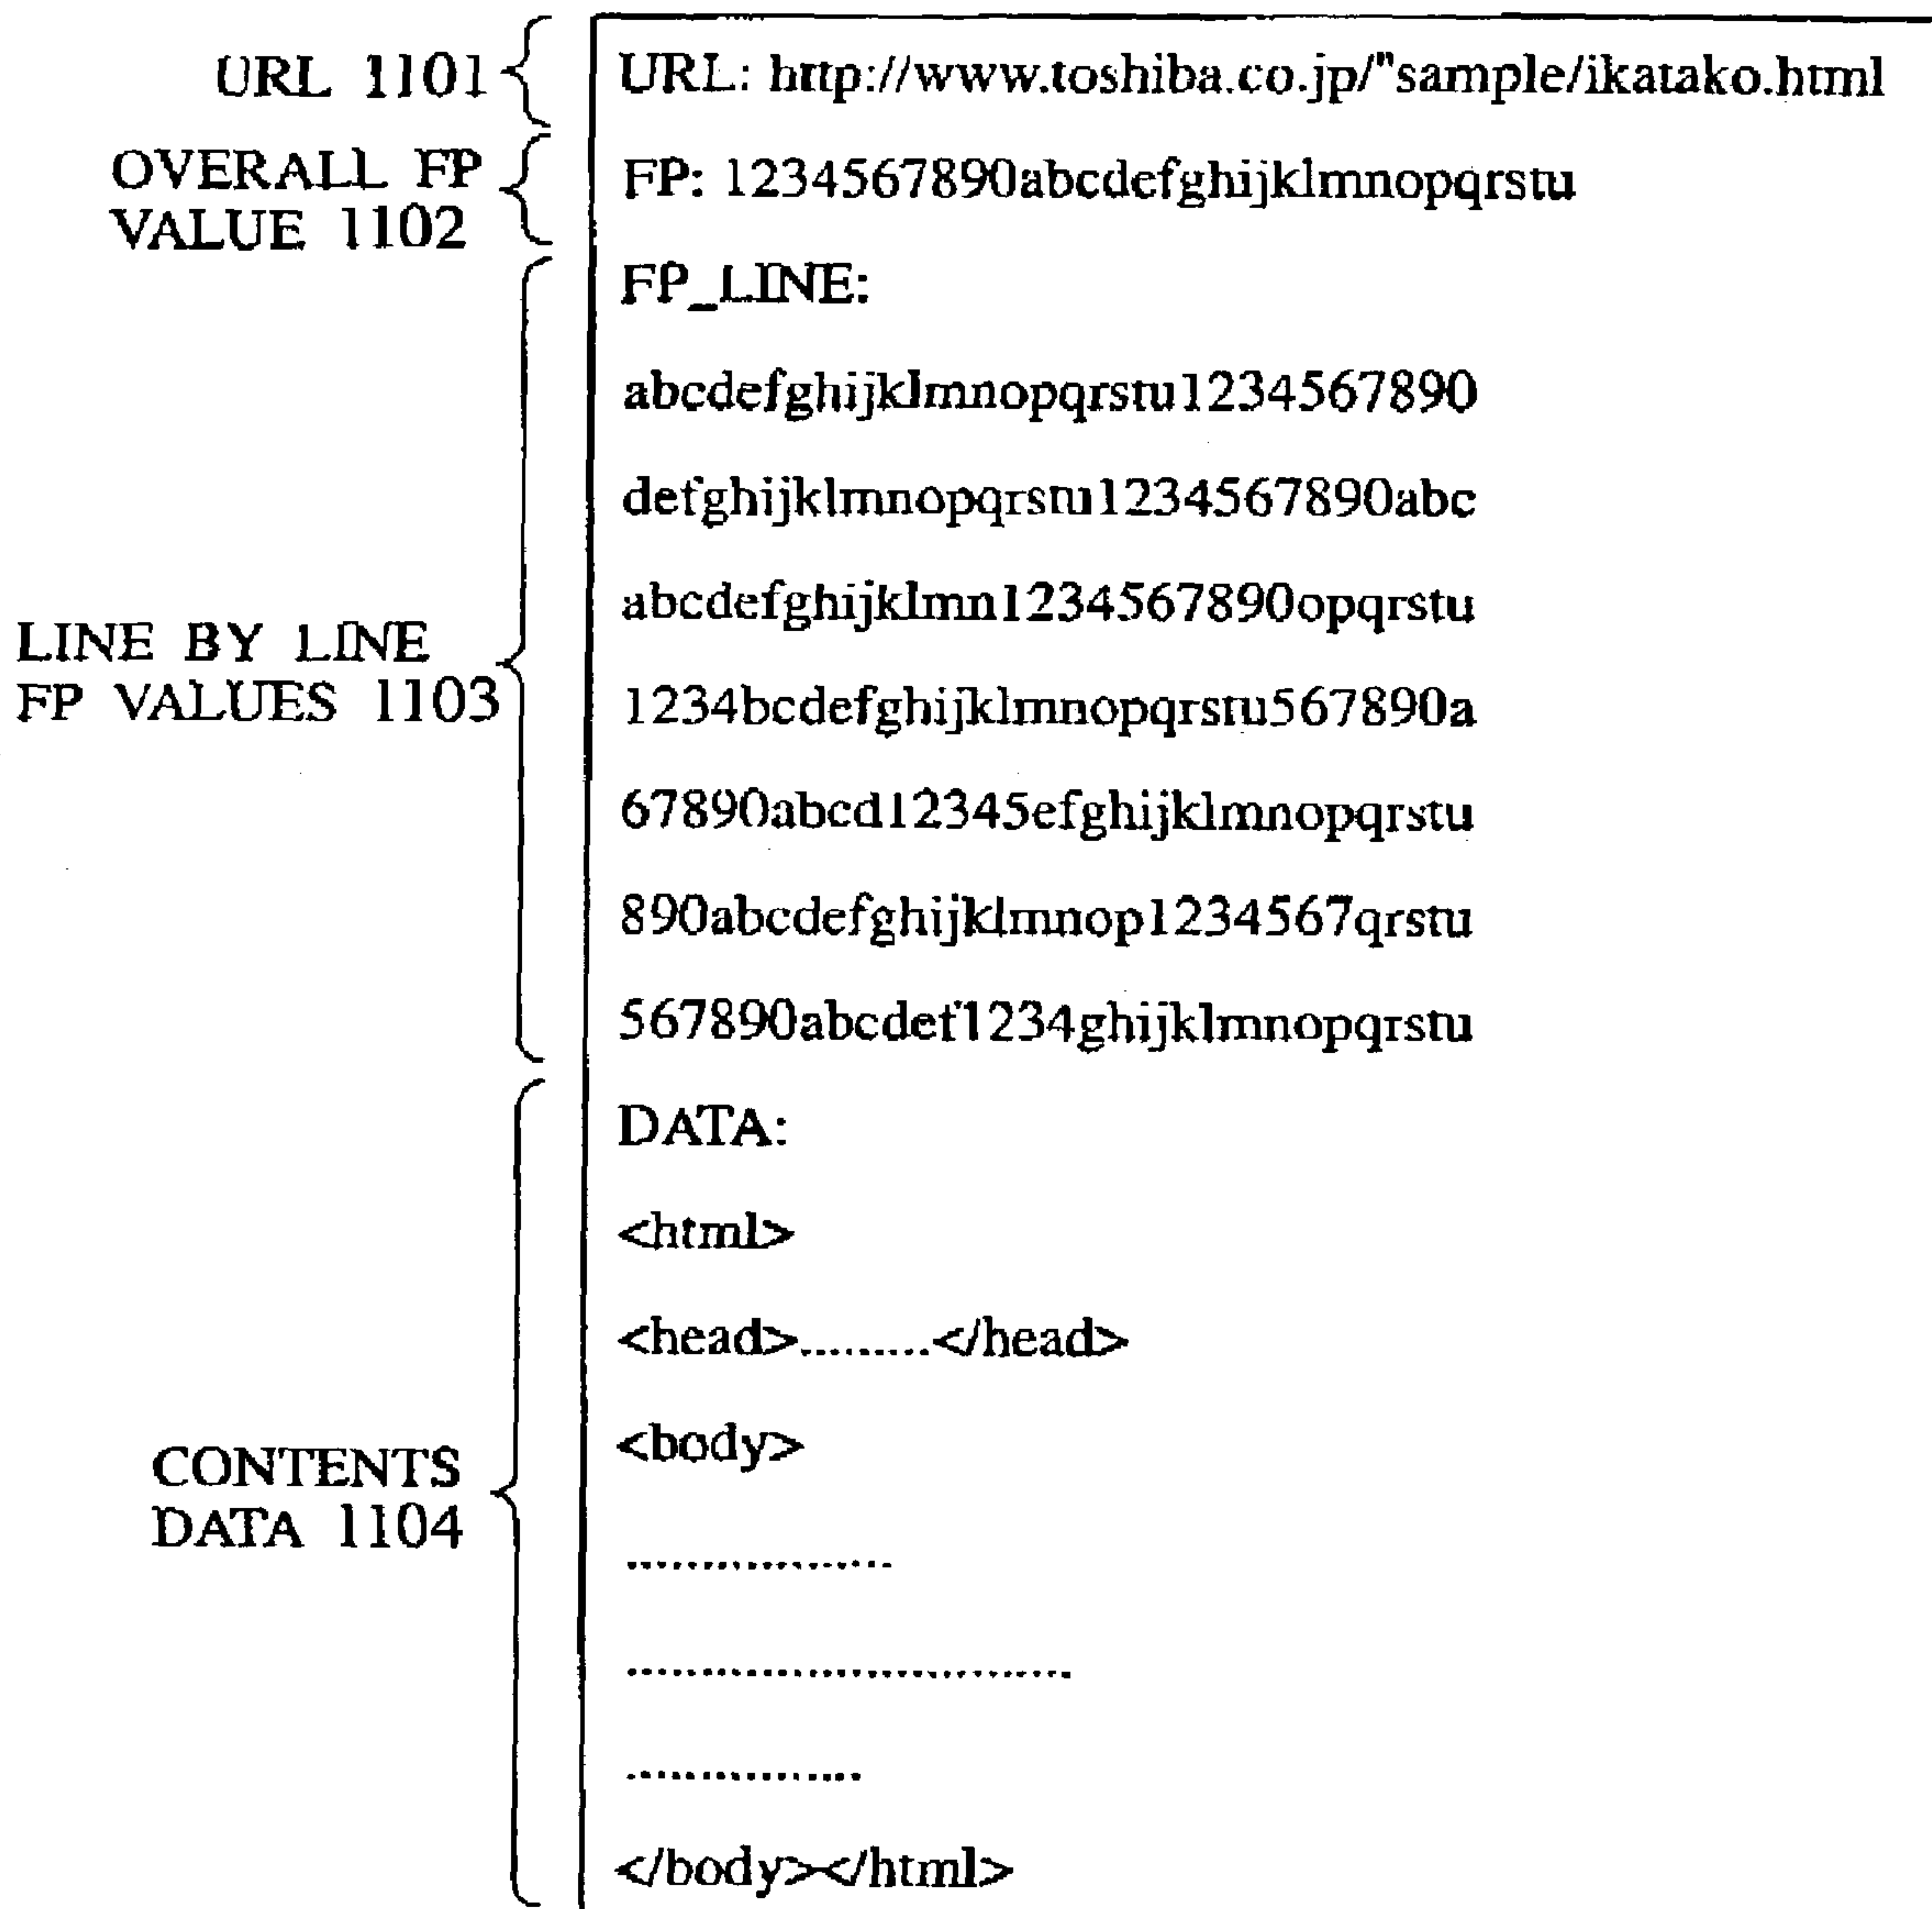 URL 1101
URL: http://www.toshiba.co.jp/"sample/ikatako.html
OVERALL FP
VALUE 1102
FP: 1234567890abcdefghijklmnopqrstu
LINE BY LINE
FP VALUES 1103
FP_LINE:
abcdefghijklmnopqrstu1234567890
defghijklmnopqrstu1234567890abc
abcdefghijklmn1234567890opqrstu
1234bcdefghijklmnopqrstu567890a
67890abcd12345efghijklmnopqrstu
890abcdefghijklmnop1234567qrstu
567890abcdef1234ghijklmnopqrstu
CONTENTS
DATA 1104
DATA:
<html>
<head>.........</head>
<body>
..................
..............................
................
</body></html>